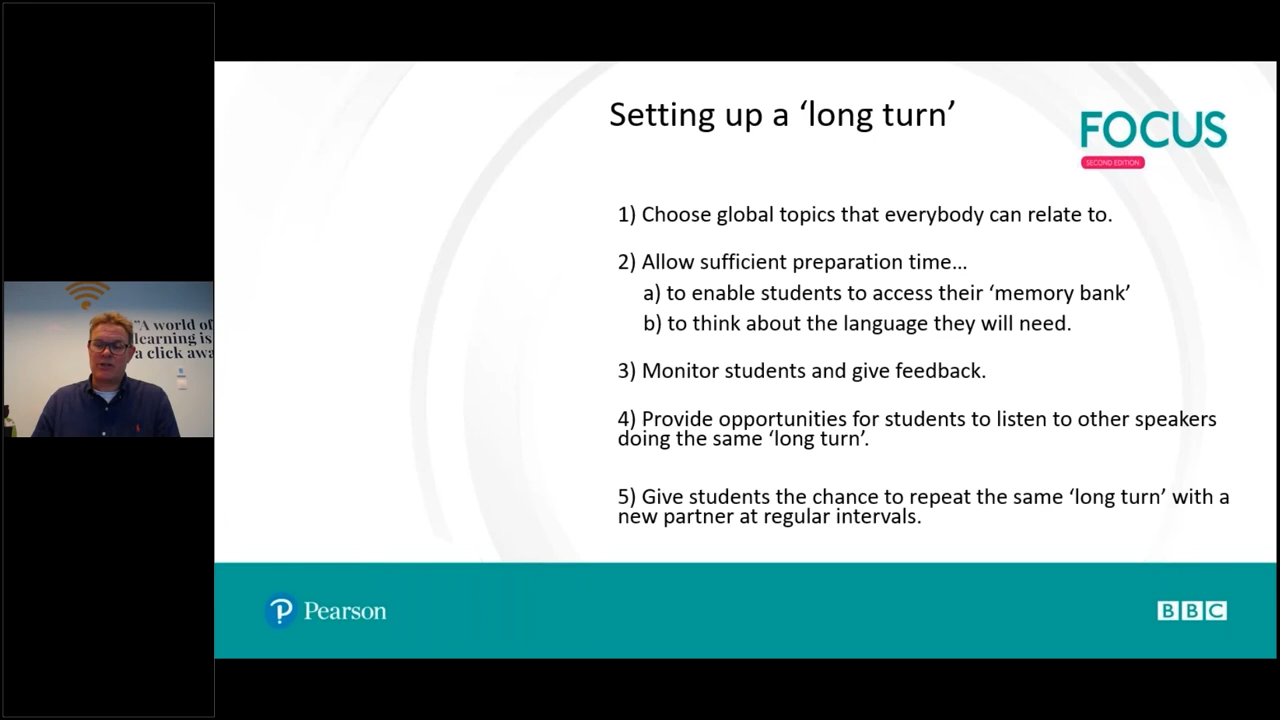 Setting up a ‘long turn’
FOCUS
SECOND EDITION
1) Choose global topics that everybody can relate to.
2) Allow sufficient preparation time…
a) to enable students to access their ‘memory bank’
b) to think about the language they will need.
3) Monitor students and give feedback.
4) Provide opportunities for students to listen to other speakers
doing the same ‘long turn’.
5) Give students the chance to repeat the same ‘long turn’ with a
new partner at regular intervals.
"A world of
learning is
a click awa
Pearson
BBC